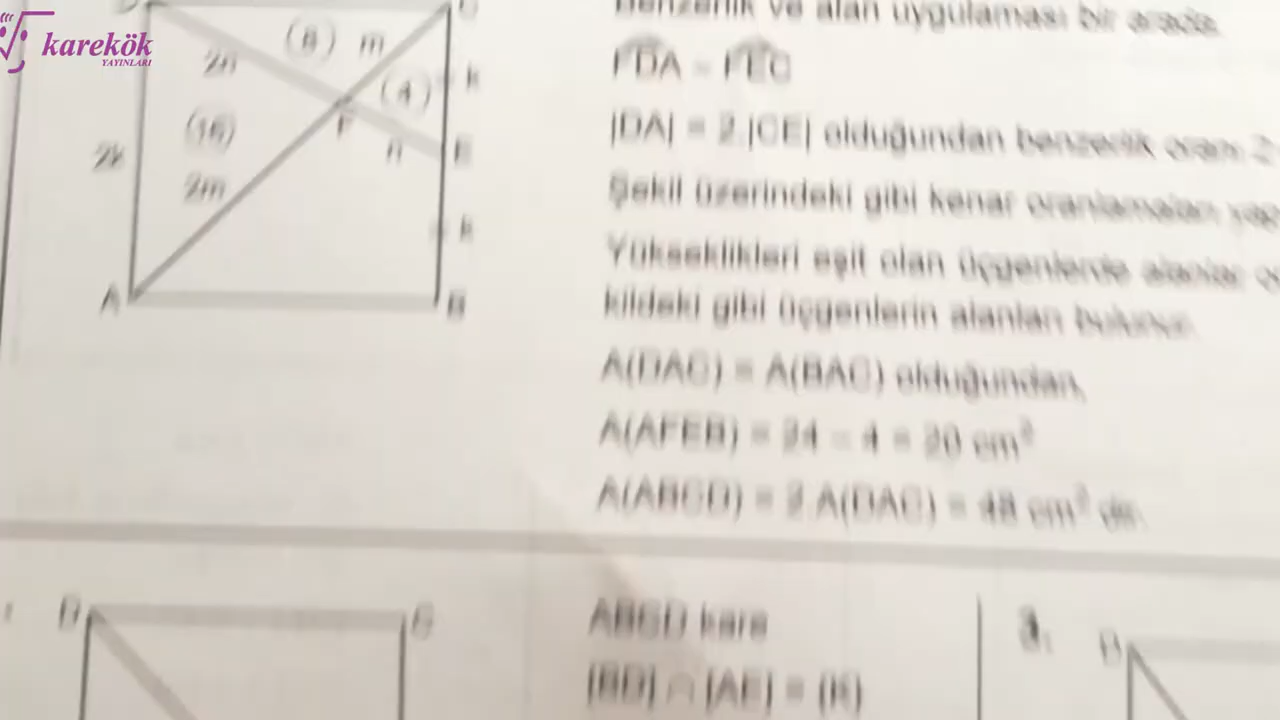 karekök
YAYINLARI
D
C
2n
(8)
m
(4)
k
F
(16)
2k
n
E
2m
k
A
B
Benzerlik ve alan uygulaması bir arada
FDA ~ FEC
|DA| = 2.|CE| olduğundan benzerlik oranı 2
Şekil üzerindeki gibi kenar oranlamaları yap
Yükseklikleri eşit olan üçgenlerde alanlar
kildeki gibi üçgenlerin alanları bulunur.
A(DAC) = A(BAC) olduğundan,
A(AFEB) = 24 - 4 = 20 cm²
A(ABCD) = 2.A(DAC) = 48 cm² dir.
D
C
ABCD kare
[BD] ∩ [AE] = {K}
3.
D